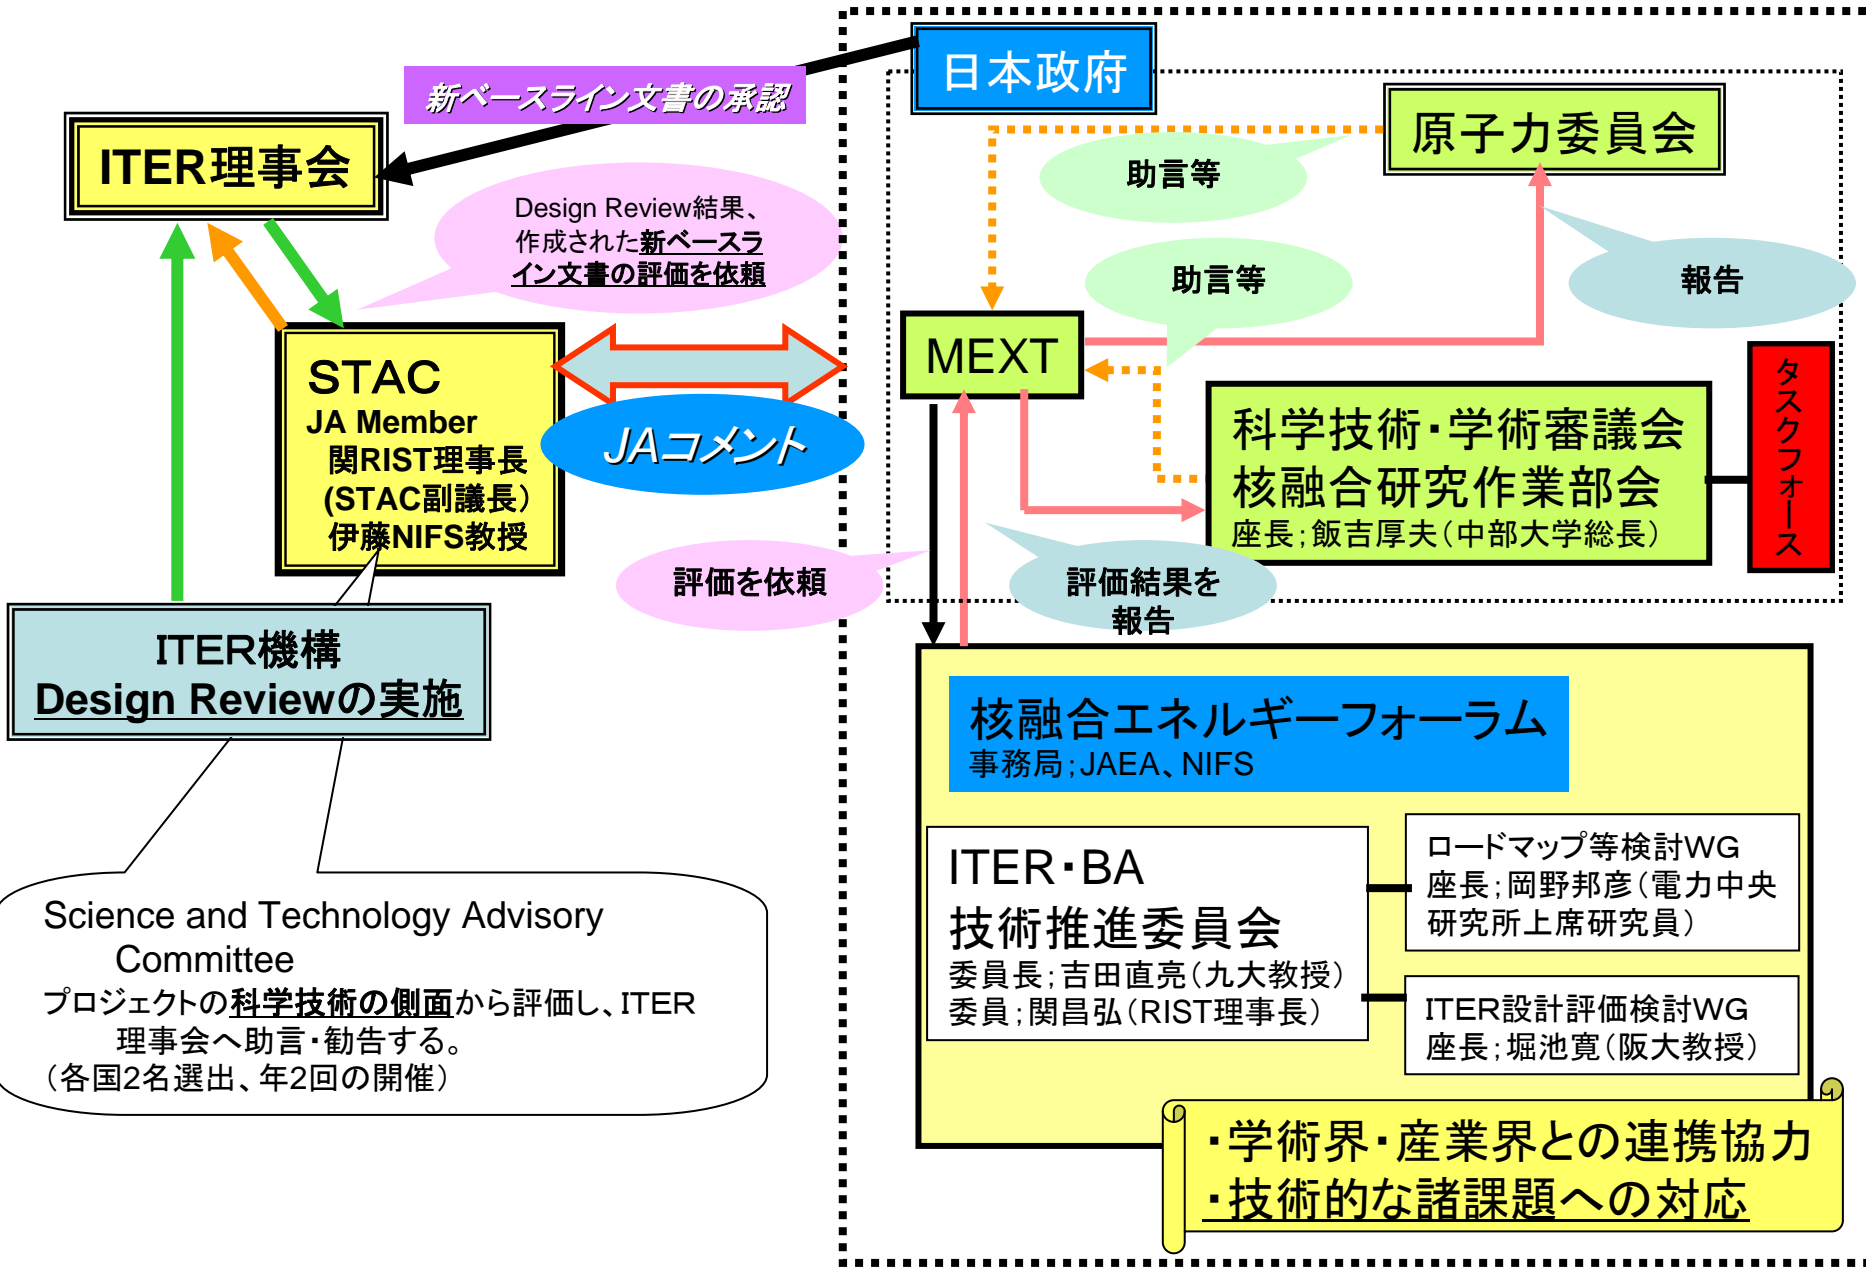 日本政府
新ベースライン文書の承認
ITER理事会
原子力委員会
助言等
Design Review結果、
作成された新ベースラ
イン文書の評価を依頼
助言等
報告
MEXT
STAC
JA Member
関RIST理事長
(STAC副議長）
伊藤NIFS教授
JAコメント
科学技術・学術審議会
核融合研究作業部会
座長；飯吉厚夫（中部大学総長）
タスクフォース
評価を依頼
評価結果を
報告
ITER機構
Design Reviewの実施
核融合エネルギーフォーラム
事務局；JAEA、NIFS
ITER・BA
技術推進委員会
委員長；吉田直亮（九大教授）
委員；関昌弘（RIST理事長）
ロードマップ等検討WG
座長；岡野邦彦（電力中央
研究所上席研究員）
ITER設計評価検討WG
座長；堀池寛（阪大教授）
Science and Technology Advisory
Committee
プロジェクトの科学技術の側面から評価し、ITER
理事会へ助言・勧告する。
（各国2名選出、年2回の開催）
・学術界・産業界との連携協力
・技術的な諸課題への対応